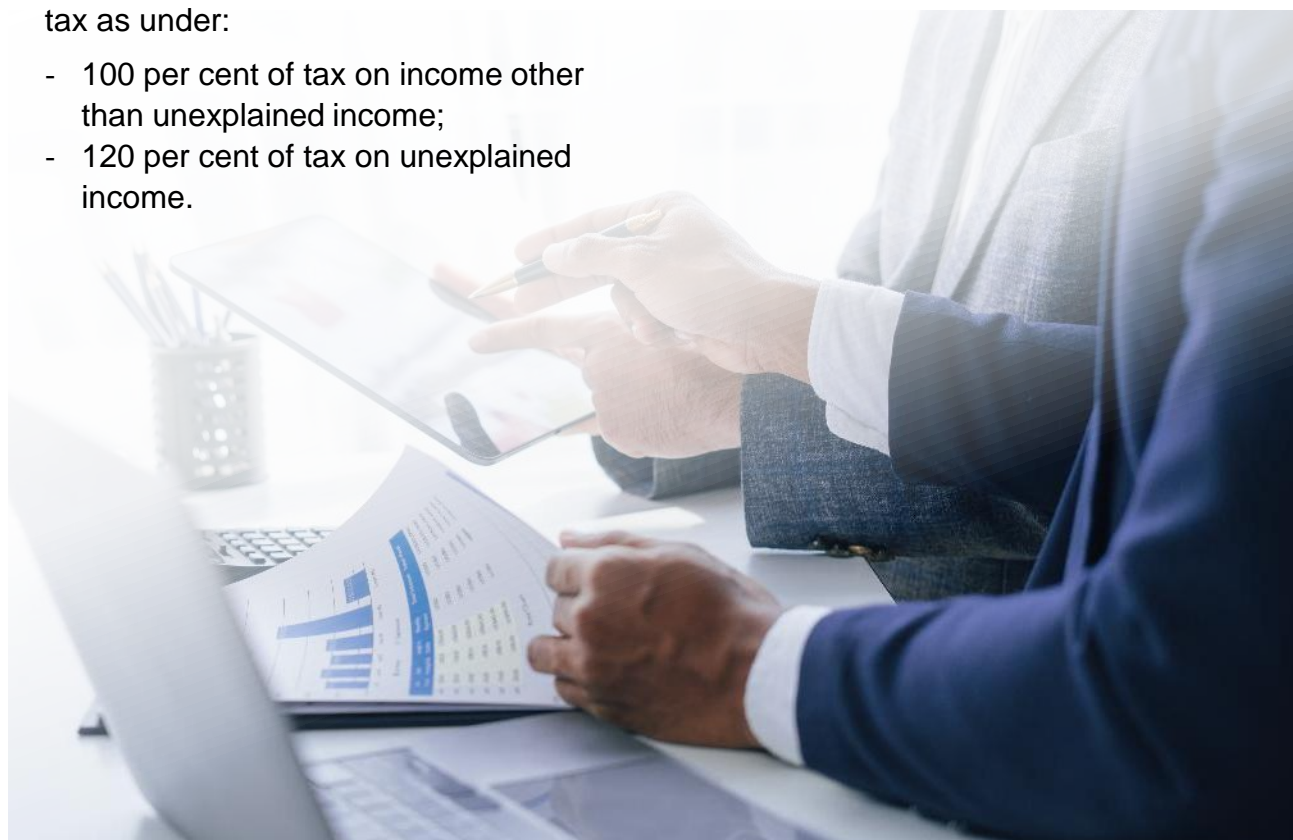 tax as under:
- 100 per cent of tax on income other
than unexplained income;
- 120 per cent of tax on unexplained
income.